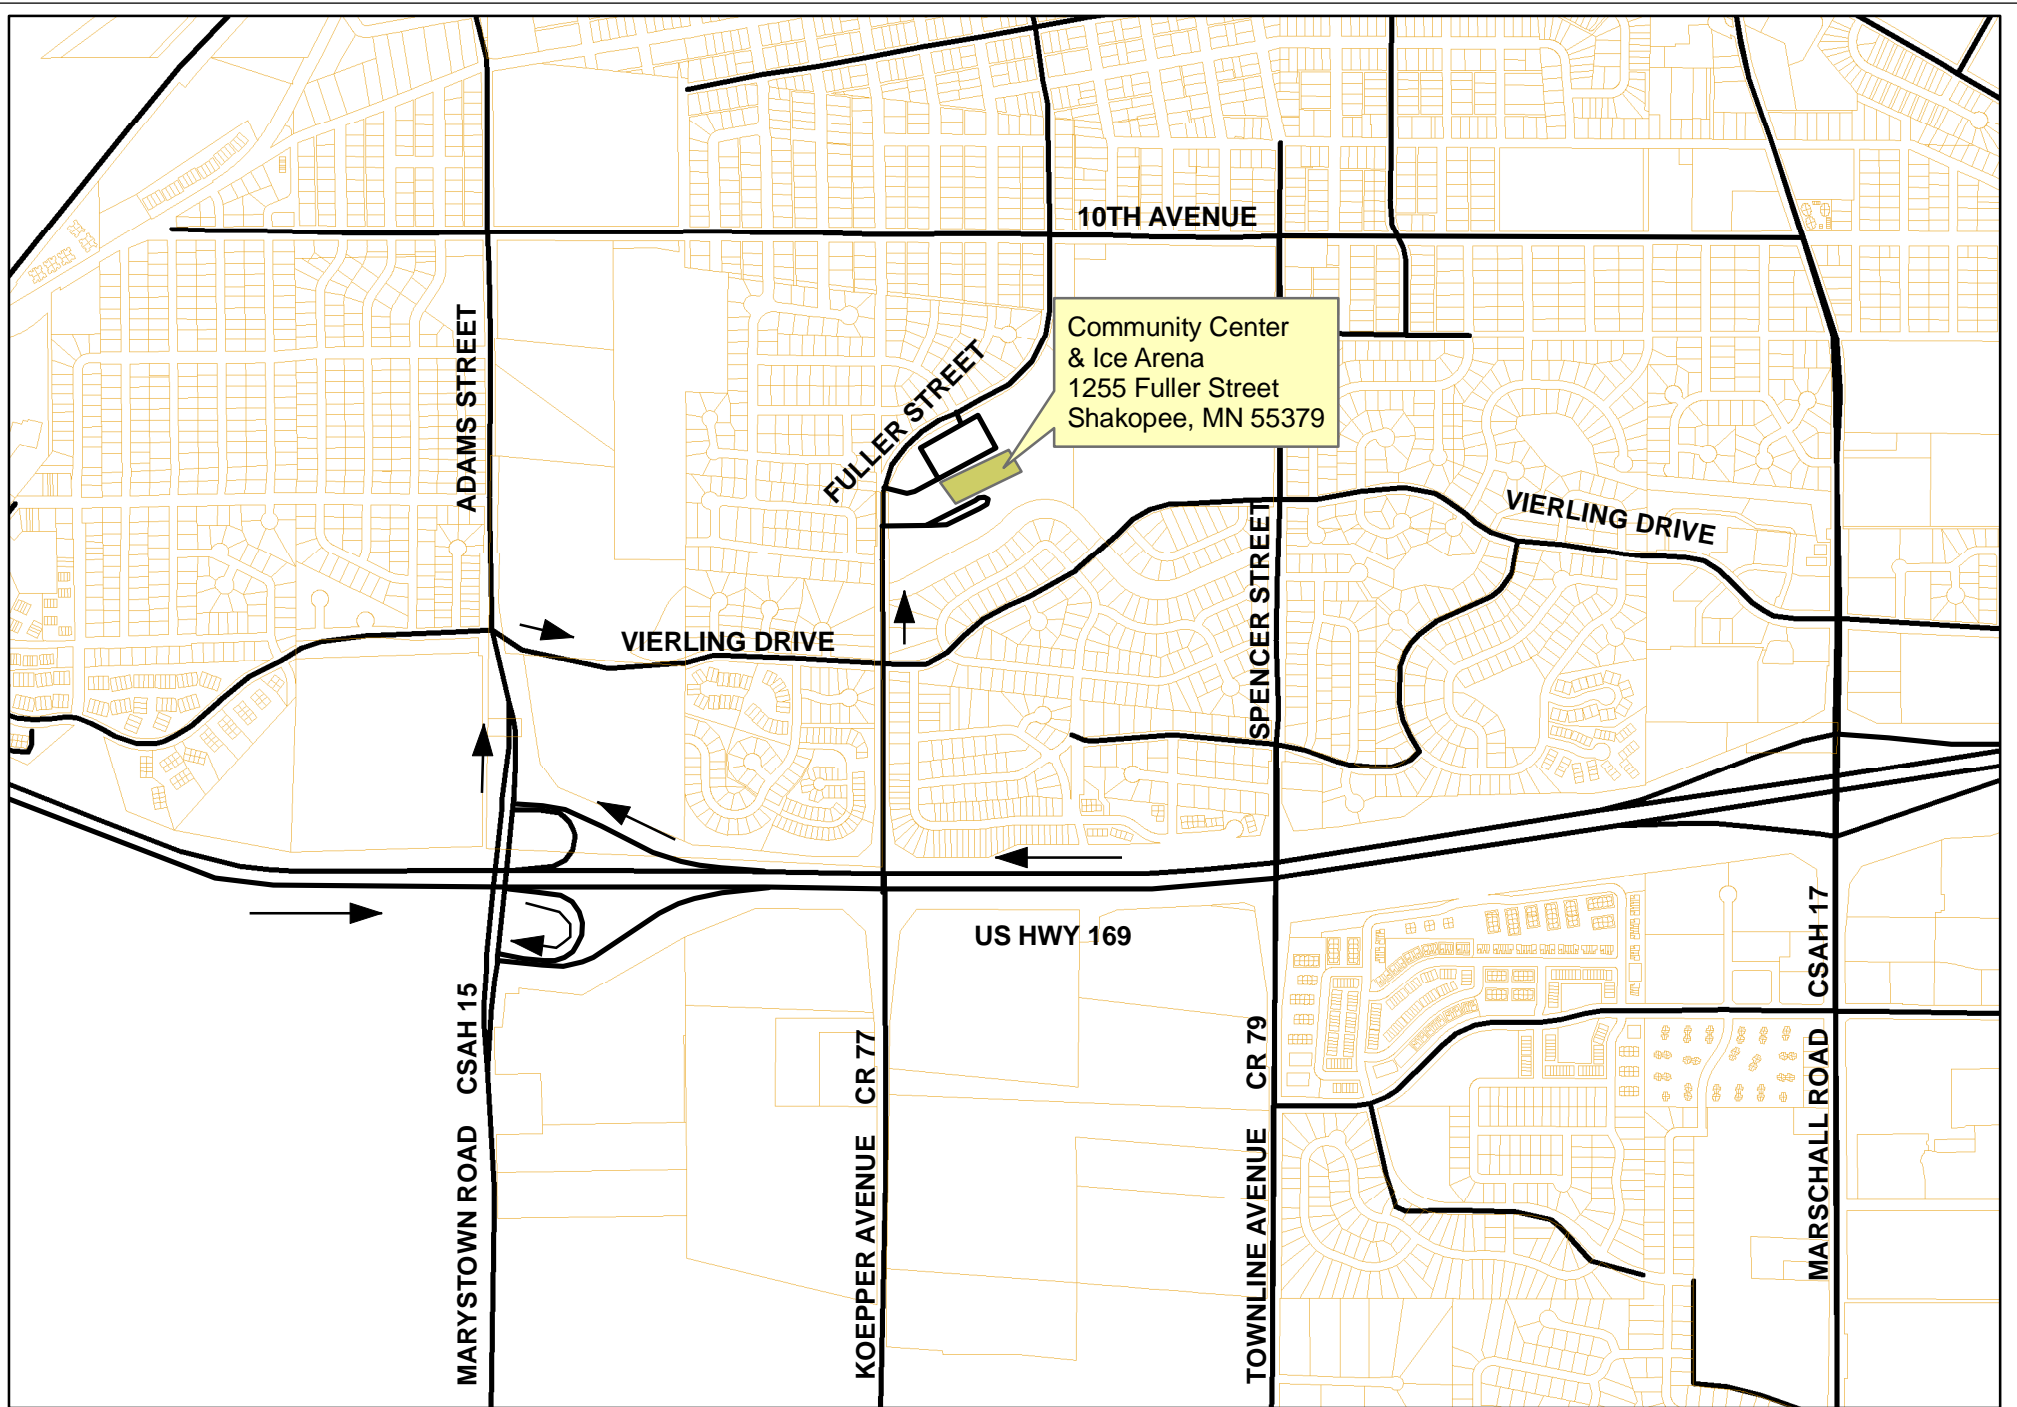 10TH AVENUE
Community Center
& Ice Arena
1255 Fuller Street
Shakopee, MN 55379
ADAMS STREET
FULLER STREET
VIERLING DRIVE
SPENCER STREET
VIERLING DRIVE
US HWY 169
MARYSTOWN ROAD CSAH 15
KOEPPER AVENUE CR 77
TOWNLINE AVENUE CR 79
MARSCHALL ROAD CSAH 17